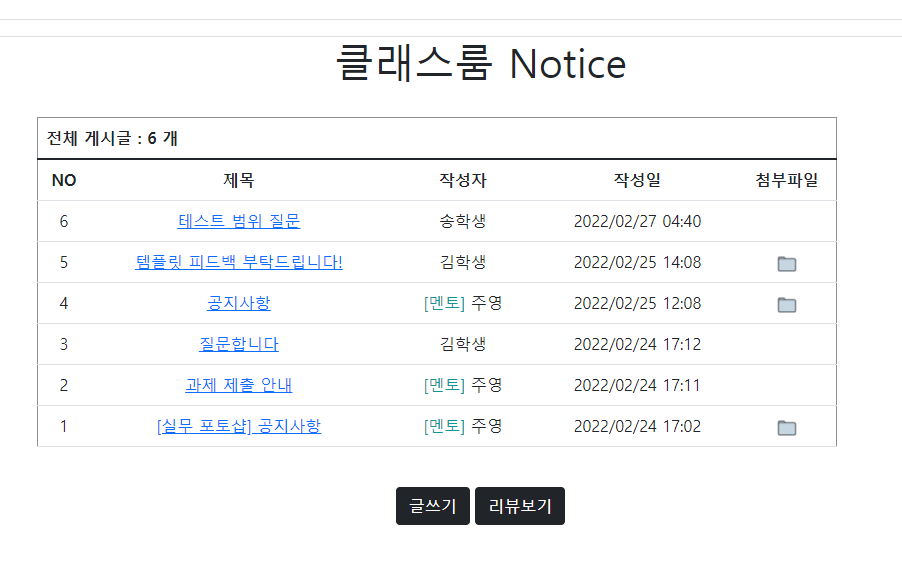 클래스룸 Notice
전체 게시글 : 6 개
NO 제목 작성자 작성일 첨부파일
6 테스트 범위 질문 송학생 2022/02/27 04:40
5 템플릿 피드백 부탁드립니다! 김학생 2022/02/25 14:08
4 공지사항 [멘토] 주영 2022/02/25 12:08
3 질문합니다 김학생 2022/02/24 17:12
2 과제 제출 안내 [멘토] 주영 2022/02/24 17:11
1 [실무 포토샵] 공지사항 [멘토] 주영 2022/02/24 17:02
글쓰기 리뷰보기